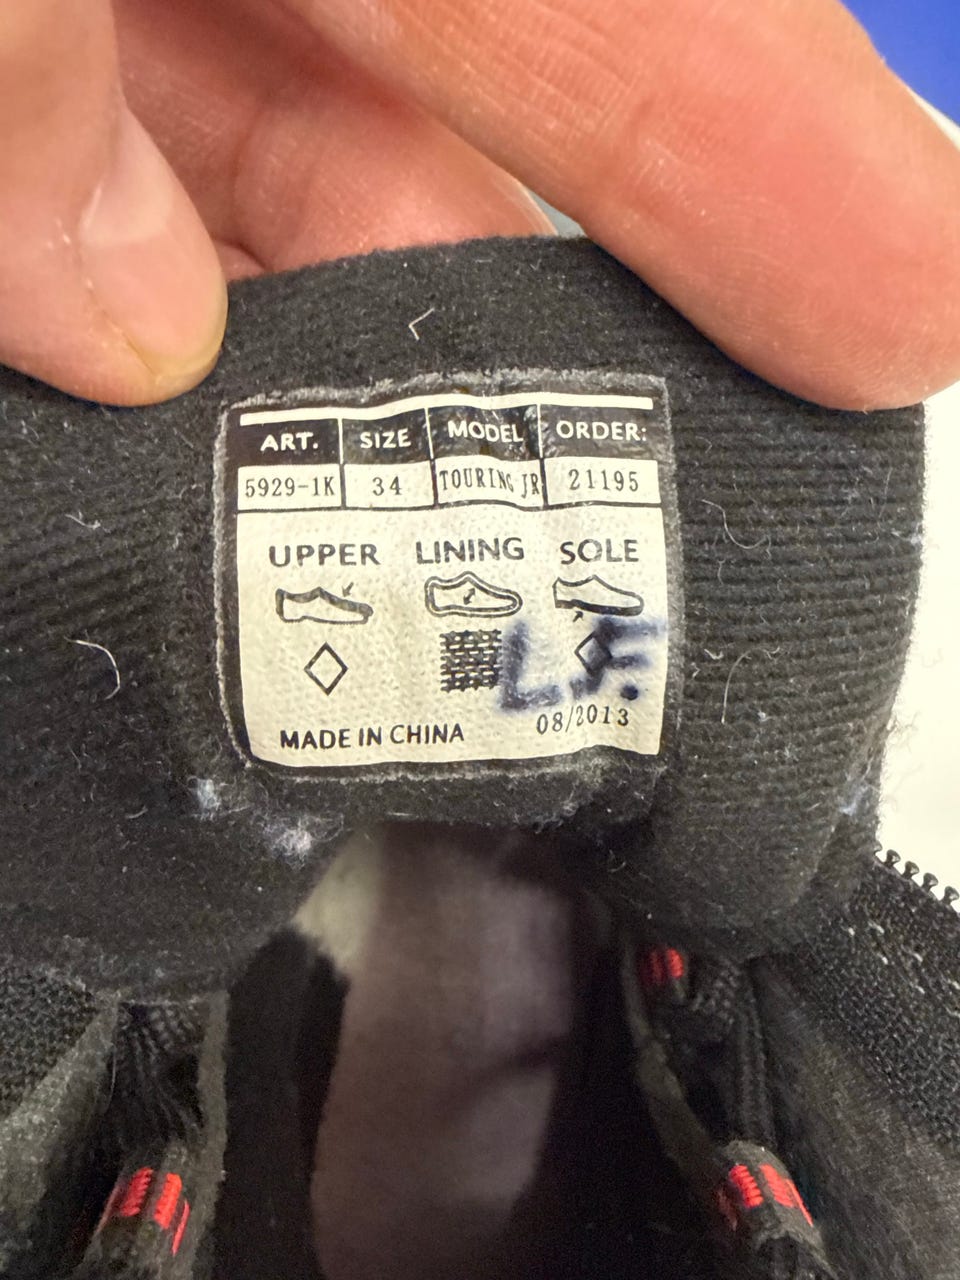 ART. SIZE MODEL ORDER:
5929-1K 34 TOURING JR 21195
UPPER LINING SOLE
L.F.
08/2013
MADE IN CHINA